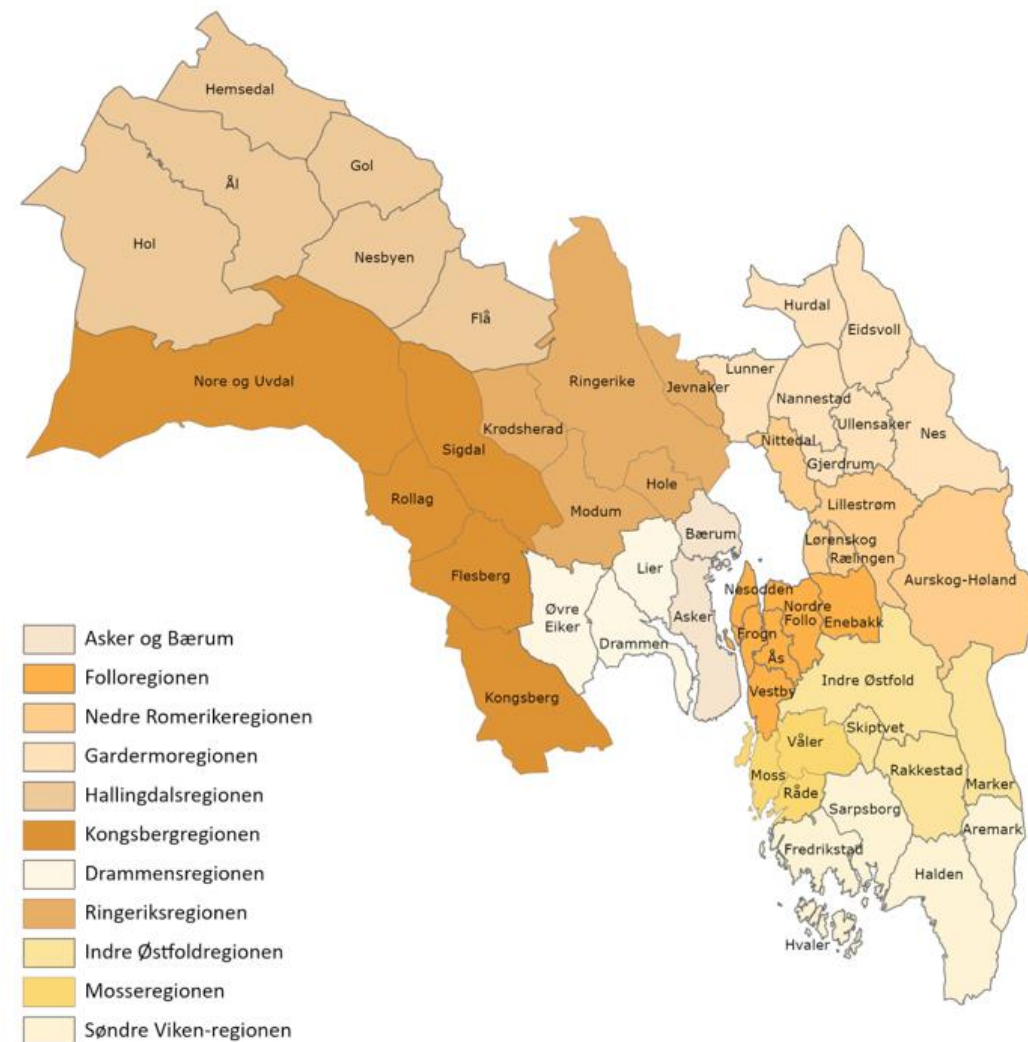 Hemsedal
Gol
Ål
Hol
Nesbyen
Flå
Hurdal
Eidsvoll
Lunner
Nore og Uvdal
Ringerike
Jevnaker
Nannestad
Ullensaker
Krødsherad
Nittedal
Nes
Sigdal
Gjerdrum
Rollag
Hole
Lillestrøm
Modum
Bærum
Lørenskog
Rælingen
Flesberg
Lier
Aurskog-Høland
Nesodden
Øvre
Eiker
Asker
Nordre
Follo
Enebakk
Drammen
Frogn
Ås
Indre Østfold
Kongsberg
Vestby
Skiptvet
Våler
Moss
Rakkestad
Marker
Råde
Sarpsborg
Aremark
Fredrikstad
Halden
Hvaler
Asker og Bærum
Folloregionen
Nedre Romerikeregionen
Gardermoregionen
Hallingdalsregionen
Kongsbergregionen
Drammensregionen
Ringeriksregionen
Indre Østfoldregionen
Mosseregionen
Søndre Viken-regionen